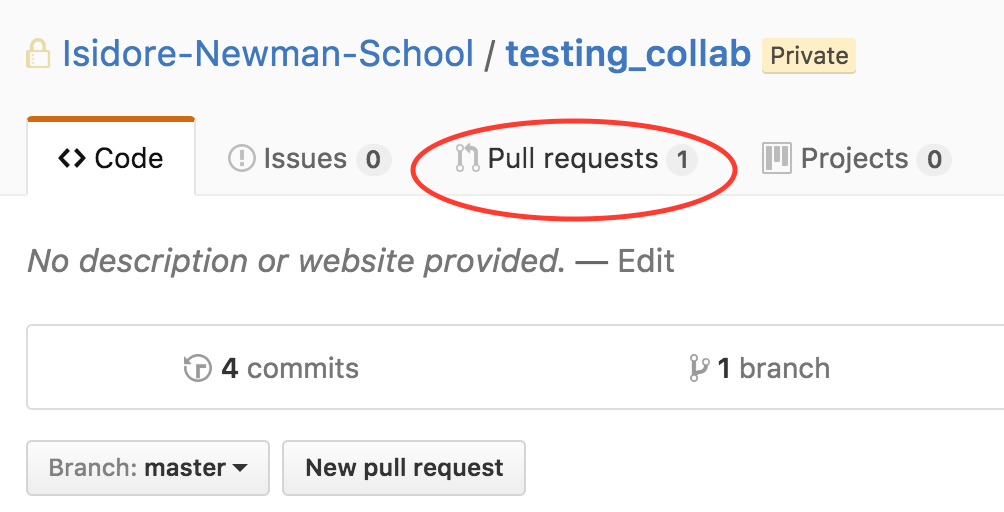 Isidore-Newman-School / testing_collab Private
Code Issues 0 Pull requests 1 Projects 0
No description or website provided. — Edit
4 commits 1 branch
Branch: master New pull request